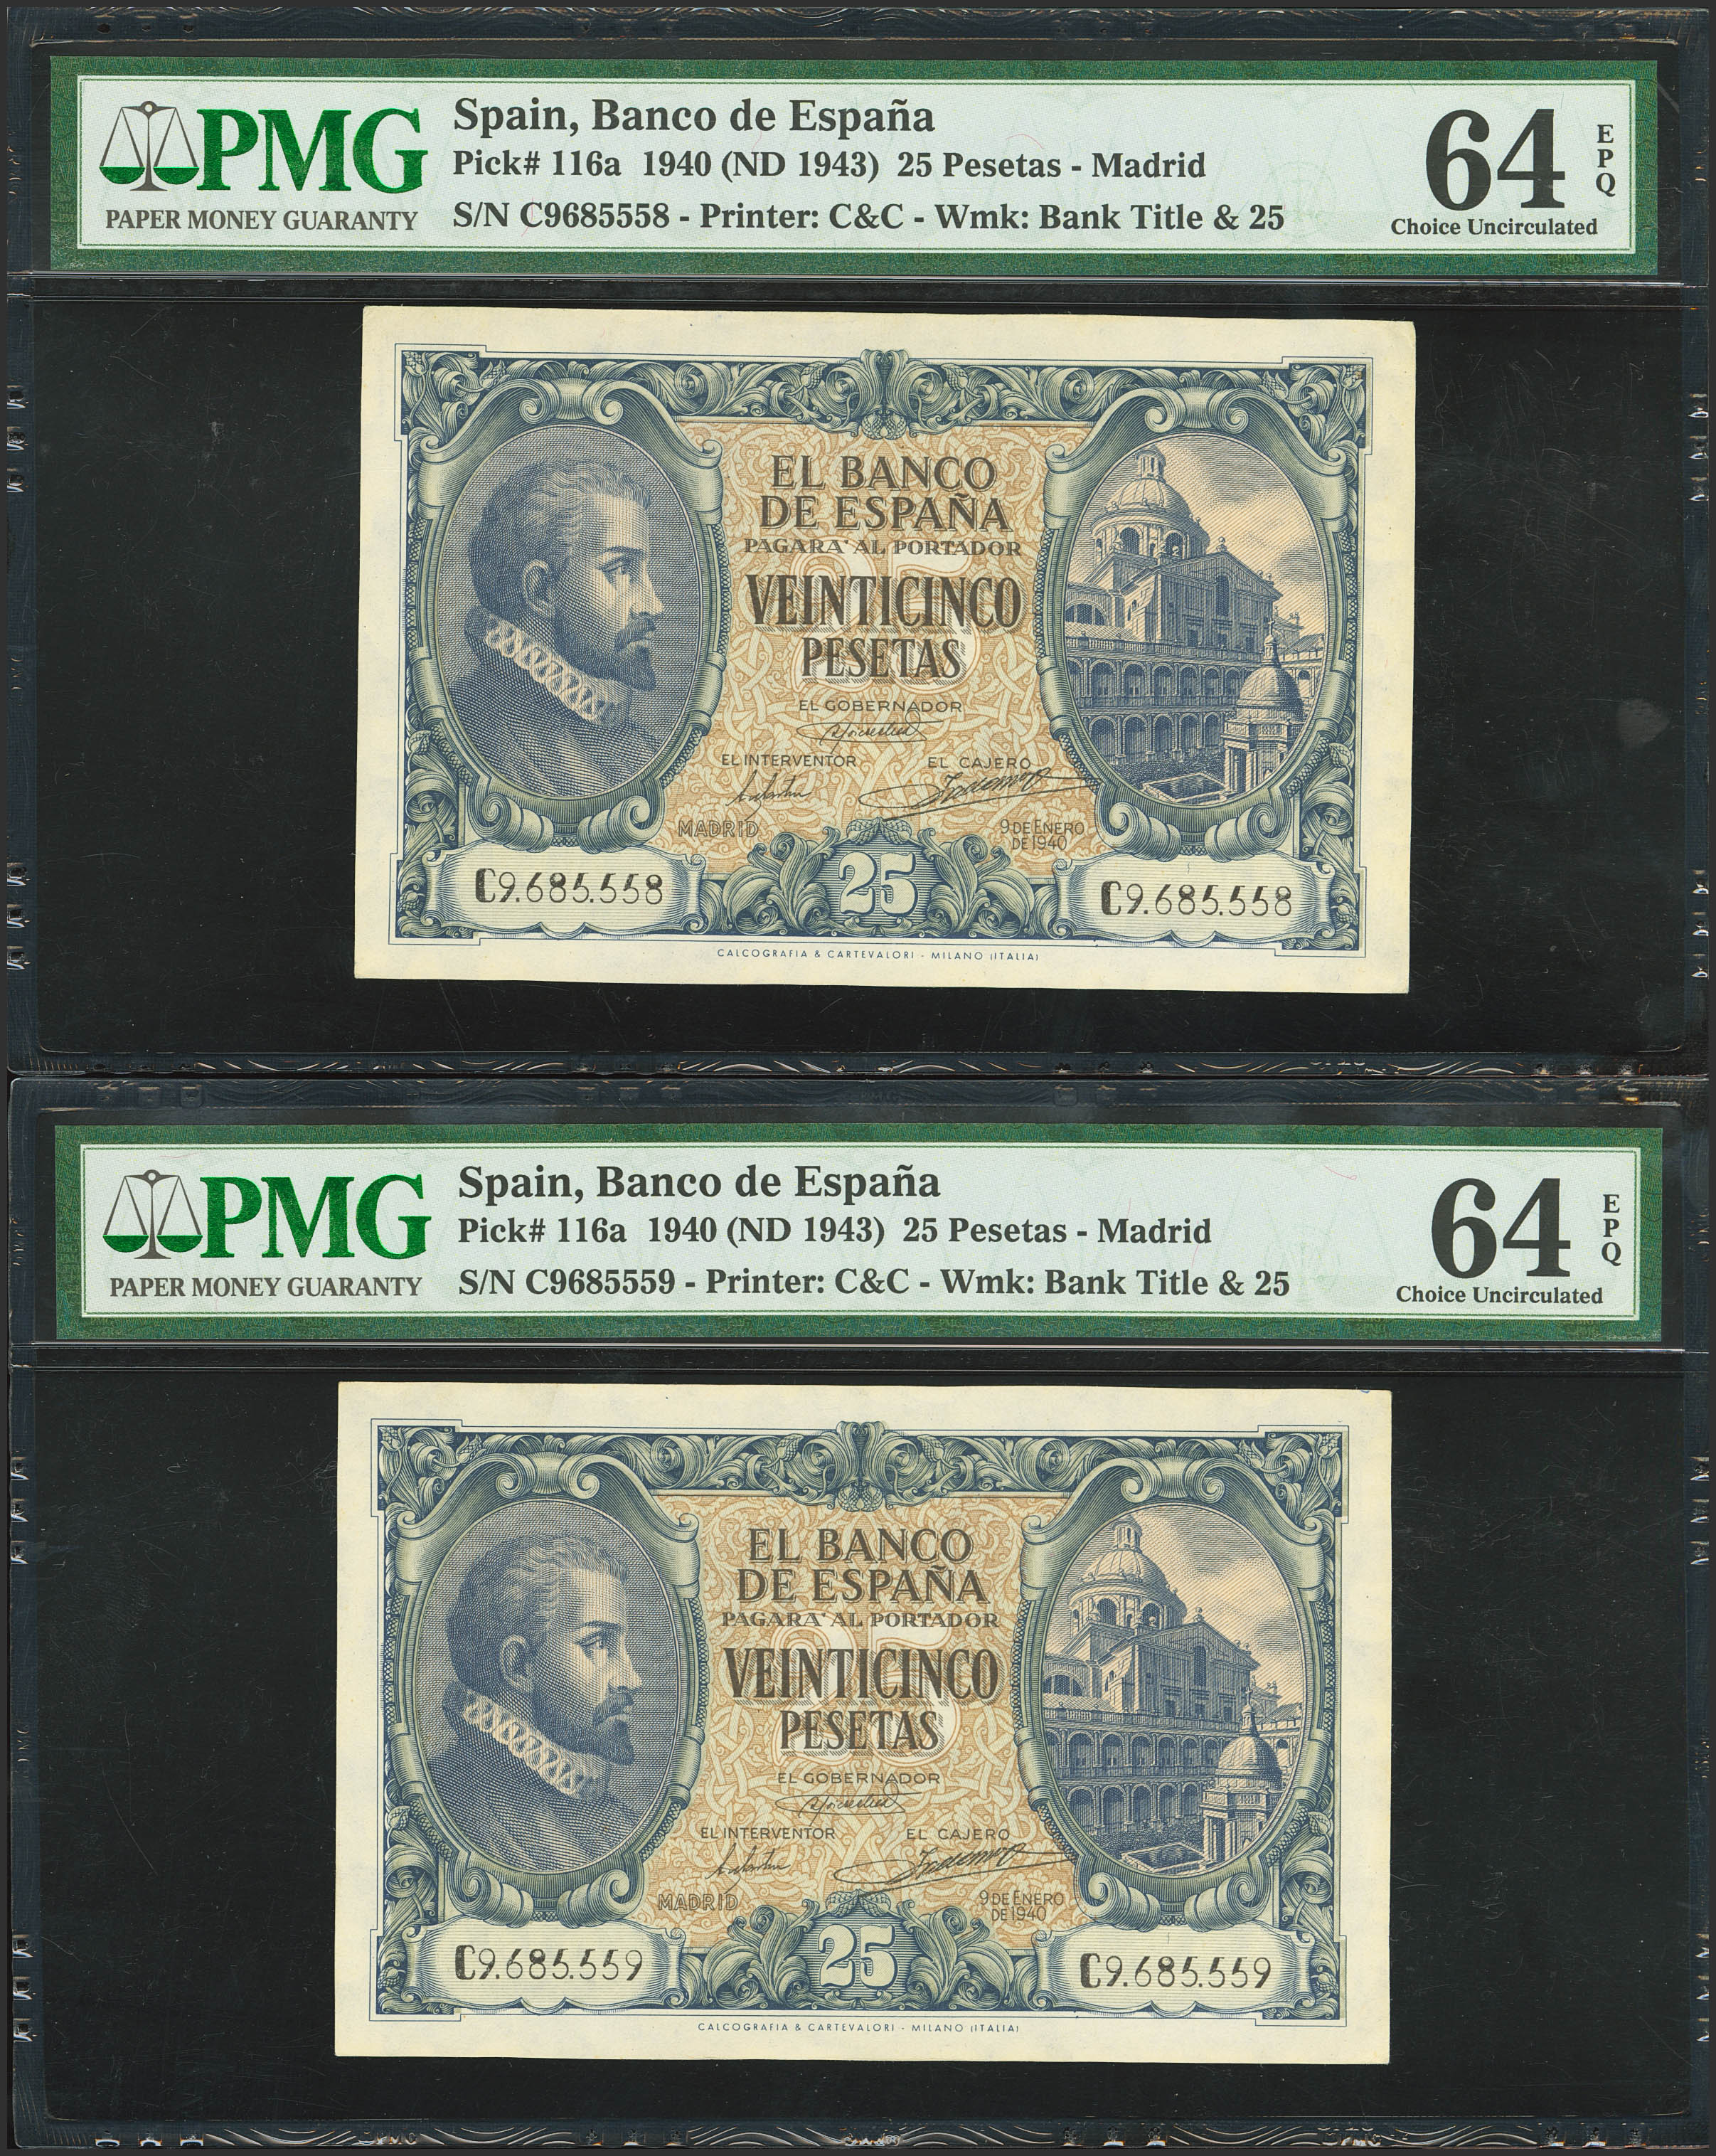 PMG
PAPER MONEY GUARANTY
Spain, Banco de España
Pick# 116a 1940 (ND 1943) 25 Pesetas - Madrid
S/N C9685558 - Printer: C&C - Wmk: Bank Title & 25
64
EPQ
Choice Uncirculated
EL BANCO
DE ESPAÑA
PAGARA AL PORTADOR
VEINTICINCO
PESETAS
EL GOBERNADOR
EL INTERVENTOR EL CAJERO
MADRID 9 DE ENERO
DE 1940
C9.685.558 25 C9.685.558
CALCOGRAFIA & CARTEVALORI - MILANO (ITALIA)
PMG
PAPER MONEY GUARANTY
Spain, Banco de España
Pick# 116a 1940 (ND 1943) 25 Pesetas - Madrid
S/N C9685559 - Printer: C&C - Wmk: Bank Title & 25
64
EPQ
Choice Uncirculated
EL BANCO
DE ESPAÑA
PAGARA AL PORTADOR
VEINTICINCO
PESETAS
EL GOBERNADOR
EL INTERVENTOR EL CAJERO
MADRID 9 DE ENERO
DE 1940
C9.685.559 25 C9.685.559
CALCOGRAFIA & CARTEVALORI - MILANO (ITALIA)